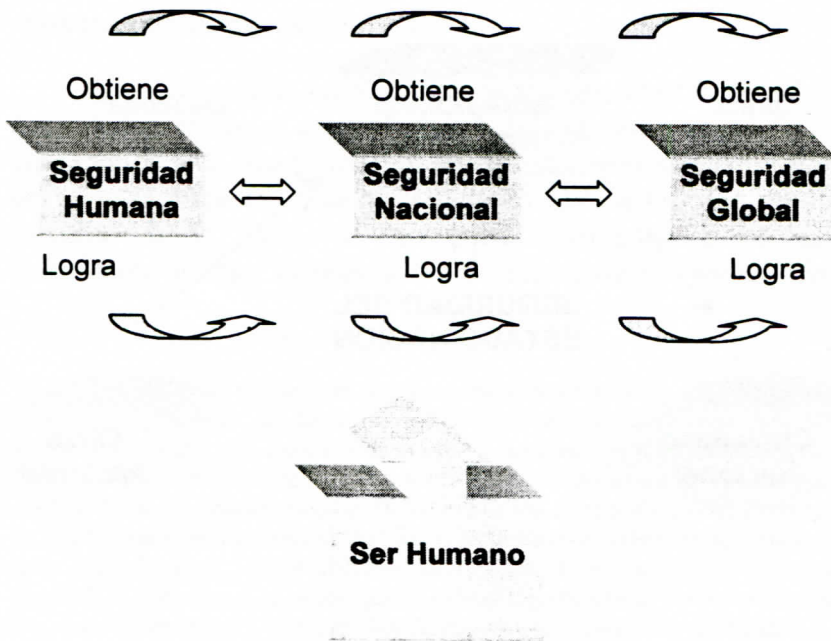 Obtiene Obtiene Obtiene
Seguridad Humana
Seguridad Nacional
Seguridad Global
Logra Logra Logra
Ser Humano